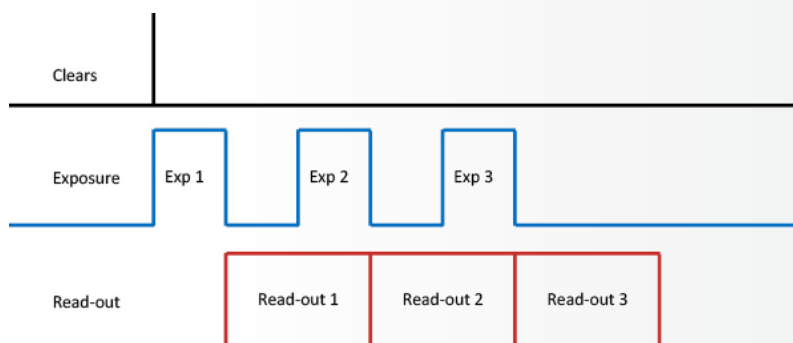 Clears
Exposure
Exp 1
Exp 2
Exp 3
Read-out
Read-out 1
Read-out 2
Read-out 3